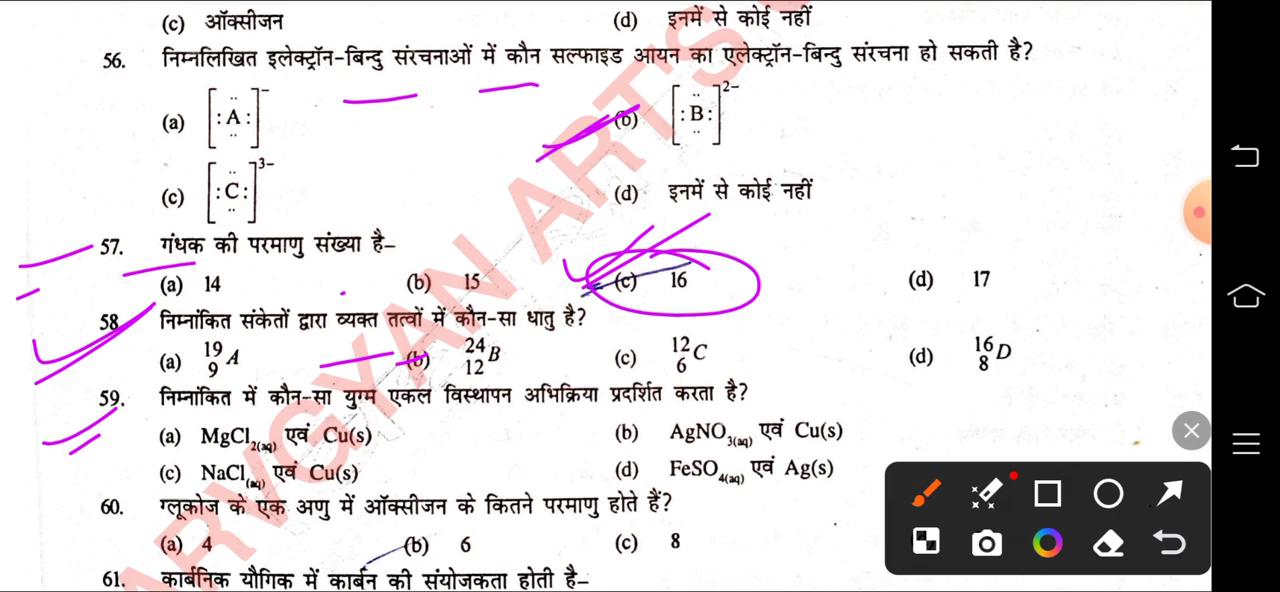 (c) ऑक्सीजन (d) इनमें से कोई नहीं
56. निम्नलिखित इलेक्ट्रॉन-बिन्दु संरचनाओं में कौन सल्फाइड आयन का एलेक्ट्रॉन-बिन्दु संरचना हो सकती है?
(a) [:A:]⁻ (b) [:B:]²⁻
(c) [:C:]³⁻ (d) इनमें से कोई नहीं
57. गंधक की परमाणु संख्या है–
(a) 14 (b) 15 (c) 16 (d) 17
58. निम्नांकित संकेतों द्वारा व्यक्त तत्वों में कौन-सा धातु है?
(a) ¹⁹₉A (b) ²⁴₁₂B (c) ¹²₆C (d) ¹⁶₈D
59. निम्नांकित में कौन-सा युग्म एकल विस्थापन अभिक्रिया प्रदर्शित करता है?
(a) MgCl₂(aq) एवं Cu(s) (b) AgNO₃(aq) एवं Cu(s)
(c) NaCl(aq) एवं Cu(s) (d) FeSO₄(aq) एवं Ag(s)
60. ग्लूकोज के एक अणु में ऑक्सीजन के कितने परमाणु होते हैं?
(a) 4 (b) 6 (c) 8
61. कार्बनिक यौगिक में कार्बन की संयोजकता होती है–
ARVGYAN ART'S